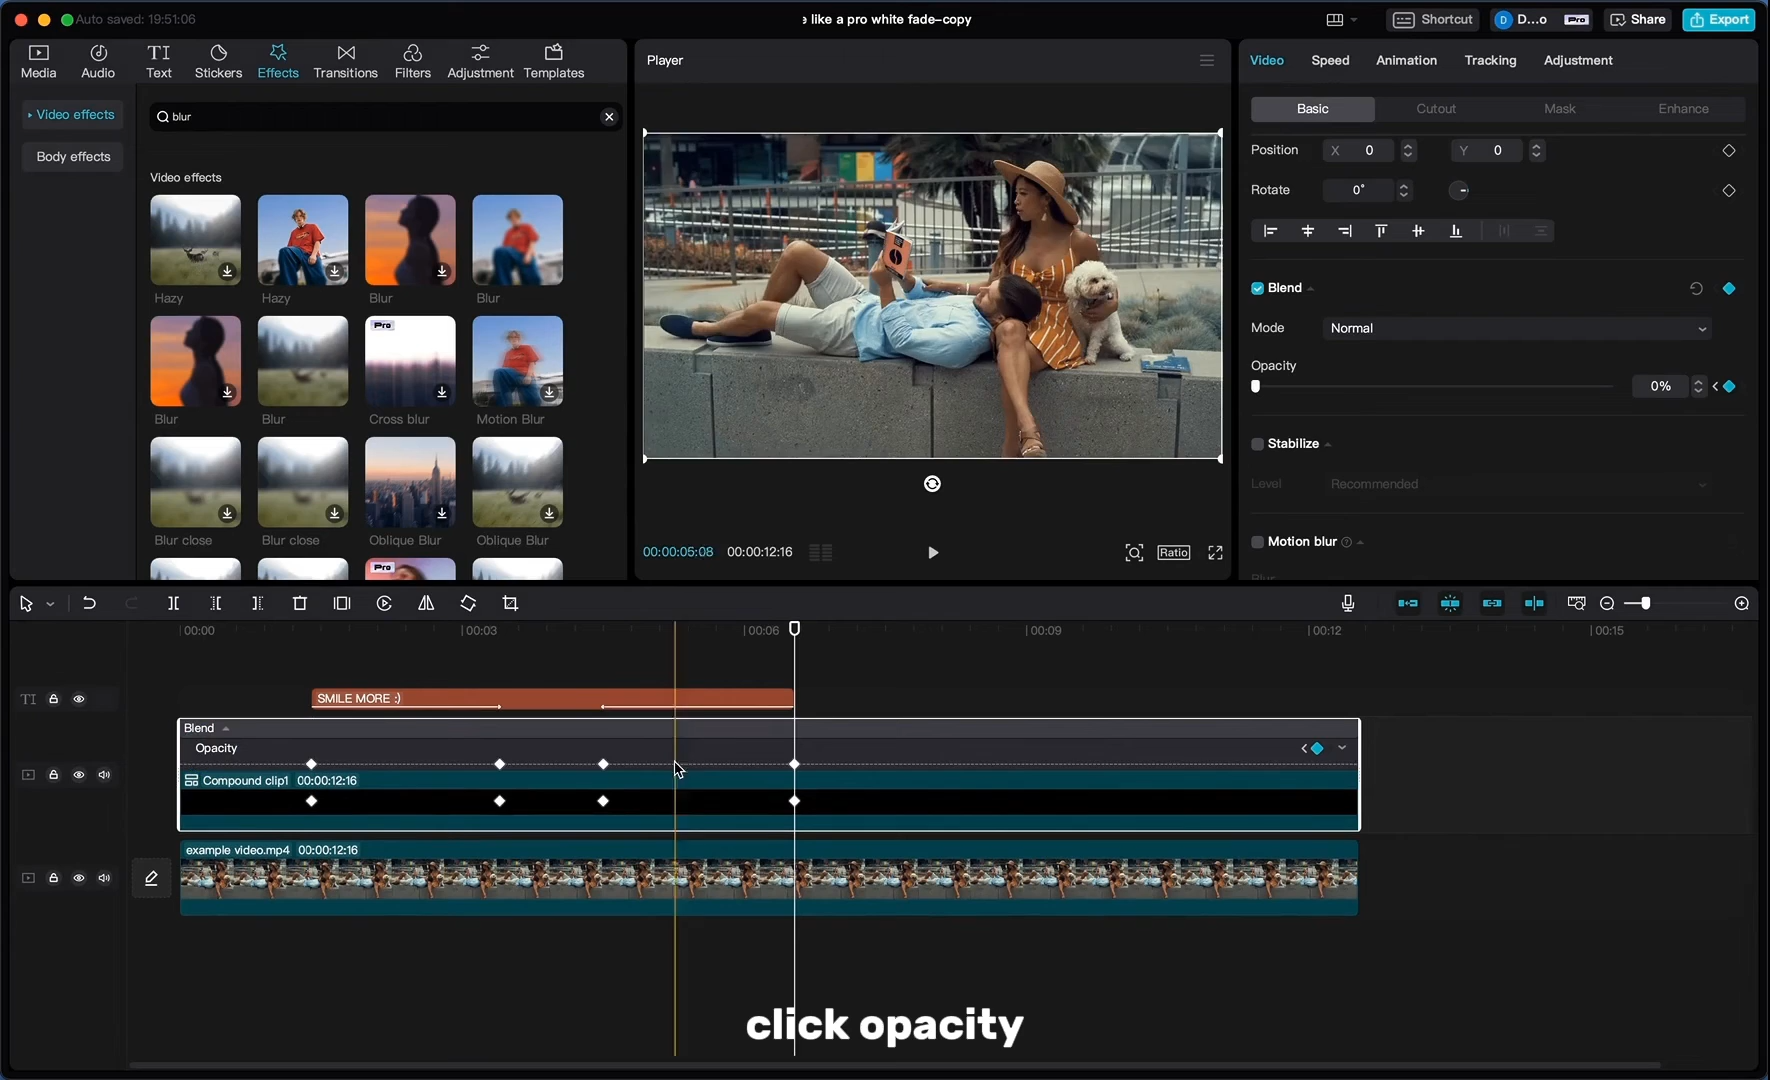 Auto saved: 19:51:06
e like a pro white fade-copy
Shortcut
D...o
Pro
Share
Export
Media
Audio
Text
Stickers
Effects
Transitions
Filters
Adjustment
Templates
Video effects
Body effects
blur
Video effects
Hazy
Hazy
Blur
Blur
Pro
Blur
Blur
Cross blur
Motion Blur
Blur close
Blur close
Oblique Blur
Oblique Blur
Pro
Player
00:00:05:08
00:00:12:16
Ratio
Video
Speed
Animation
Tracking
Adjustment
Basic
Cutout
Mask
Enhance
Position
X 0
Y 0
Rotate
0°
Blend
Mode
Normal
Opacity
0%
Stabilize
Level
Recommended
Motion blur
Blur
00:00
00:03
00:06
00:09
00:12
00:15
TI
SMILE MORE :)
Blend
Opacity
Compound clip1 00:00:12:16
example video.mp4 00:00:12:16
click opacity